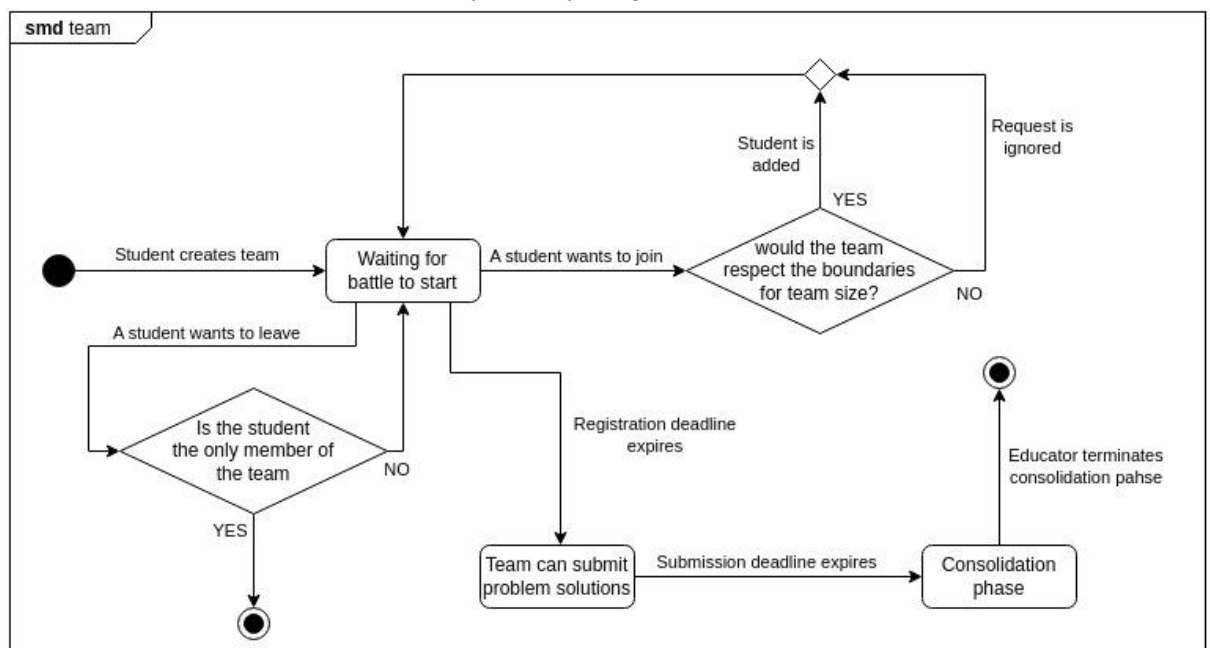 smd team
Student is
added
Request is
ignored
YES
Student creates team
Waiting for
battle to start
A student wants to join
would the team
respect the boundaries
for team size?
NO
A student wants to leave
Is the student
the only member of
the team
NO
YES
Registration deadline
expires
Educator terminates
consolidation pahse
Team can submit
problem solutions
Submission deadline expires
Consolidation
phase